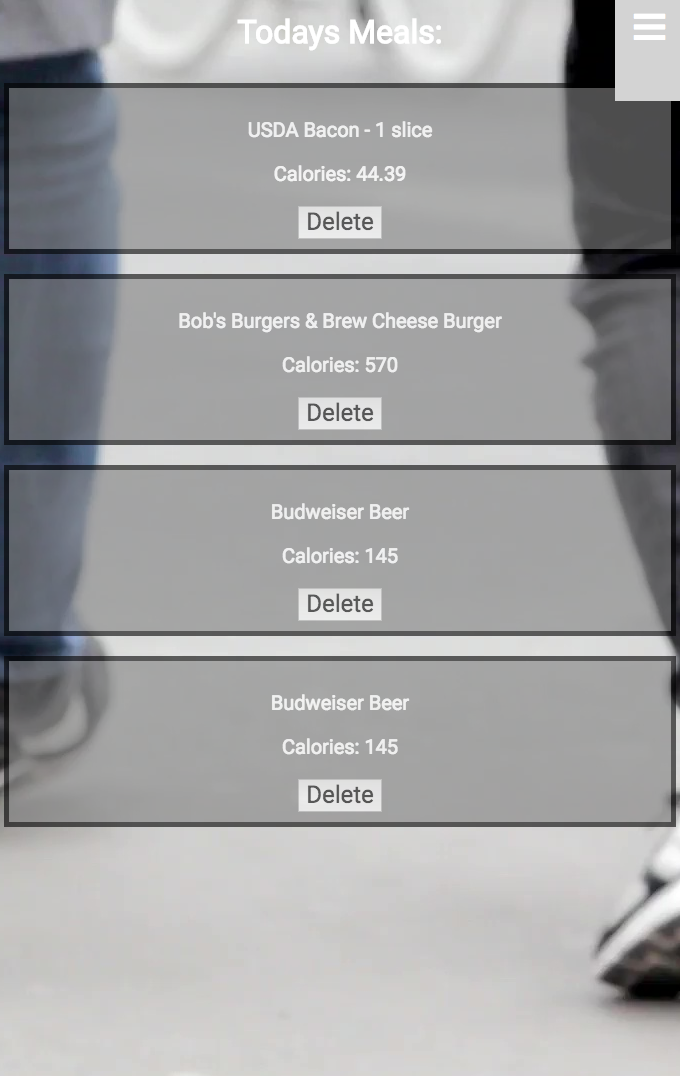 Todays Meals:
USDA Bacon - 1 slice
Calories: 44.39
Delete
Bob's Burgers & Brew Cheese Burger
Calories: 570
Delete
Budweiser Beer
Calories: 145
Delete
Budweiser Beer
Calories: 145
Delete